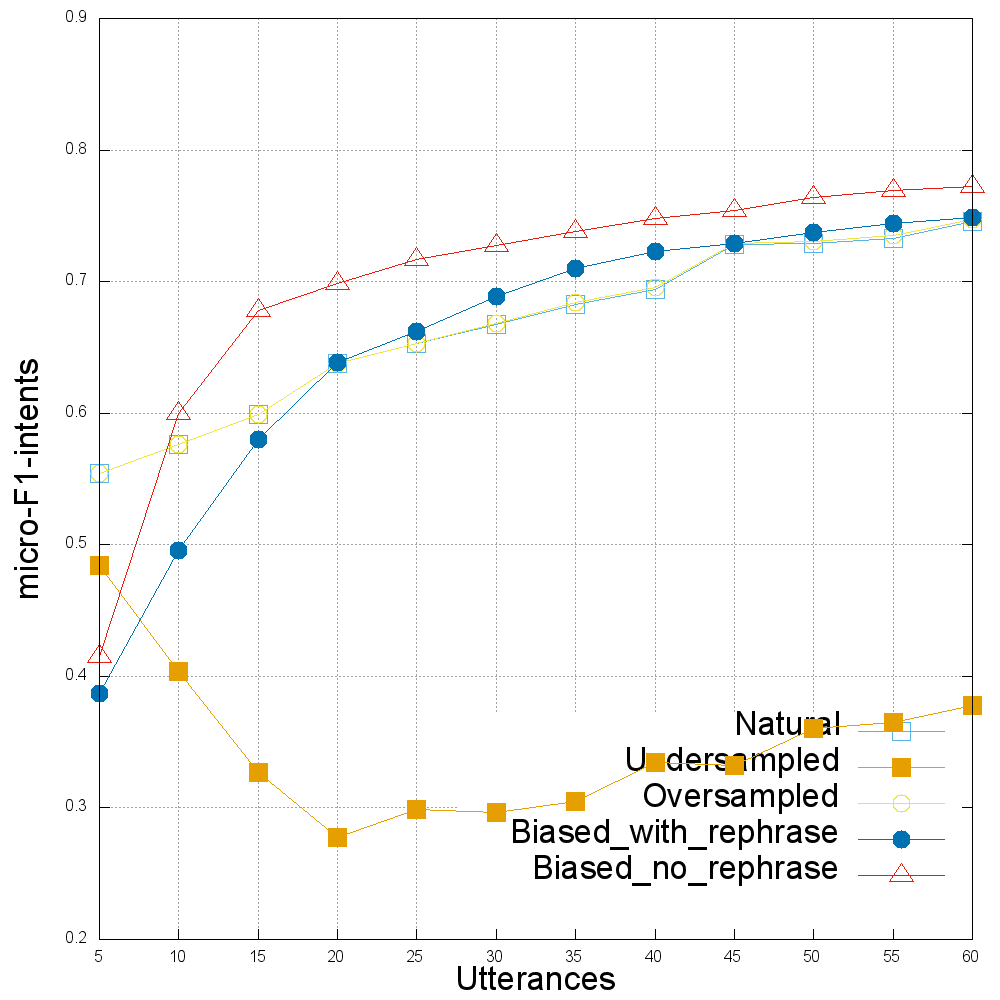 0.9
0.8
0.7
0.6
0.5
0.4
0.3
0.2
micro-F1-intents
Natural
Undersampled
Oversampled
Biased_with_rephrase
Biased_no_rephrase
5 10 15 20 25 30 35 40 45 50 55 60
Utterances